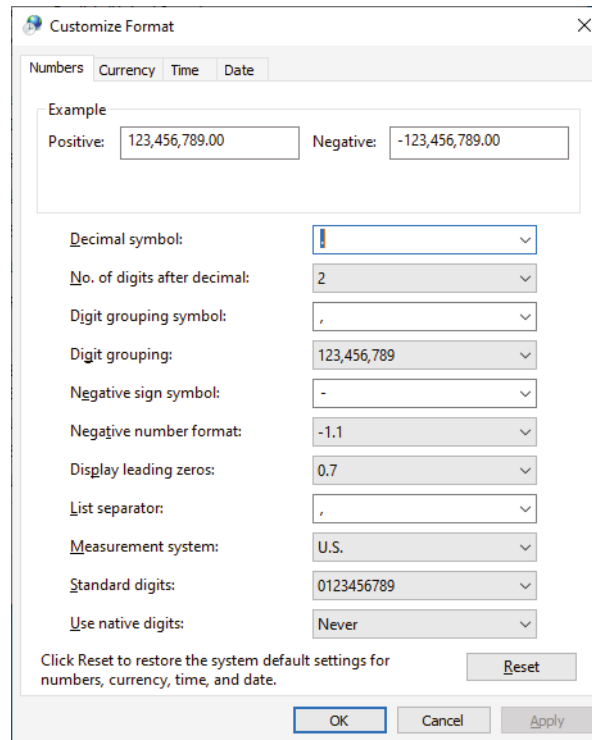 Customize Format
Numbers Currency Time Date
Example
Positive: 123,456,789.00 Negative: -123,456,789.00
Decimal symbol: .
No. of digits after decimal: 2
Digit grouping symbol: ,
Digit grouping: 123,456,789
Negative sign symbol: -
Negative number format: -1.1
Display leading zeros: 0.7
List separator: ,
Measurement system: U.S.
Standard digits: 0123456789
Use native digits: Never
Click Reset to restore the system default settings for
numbers, currency, time, and date.
Reset
OK Cancel Apply